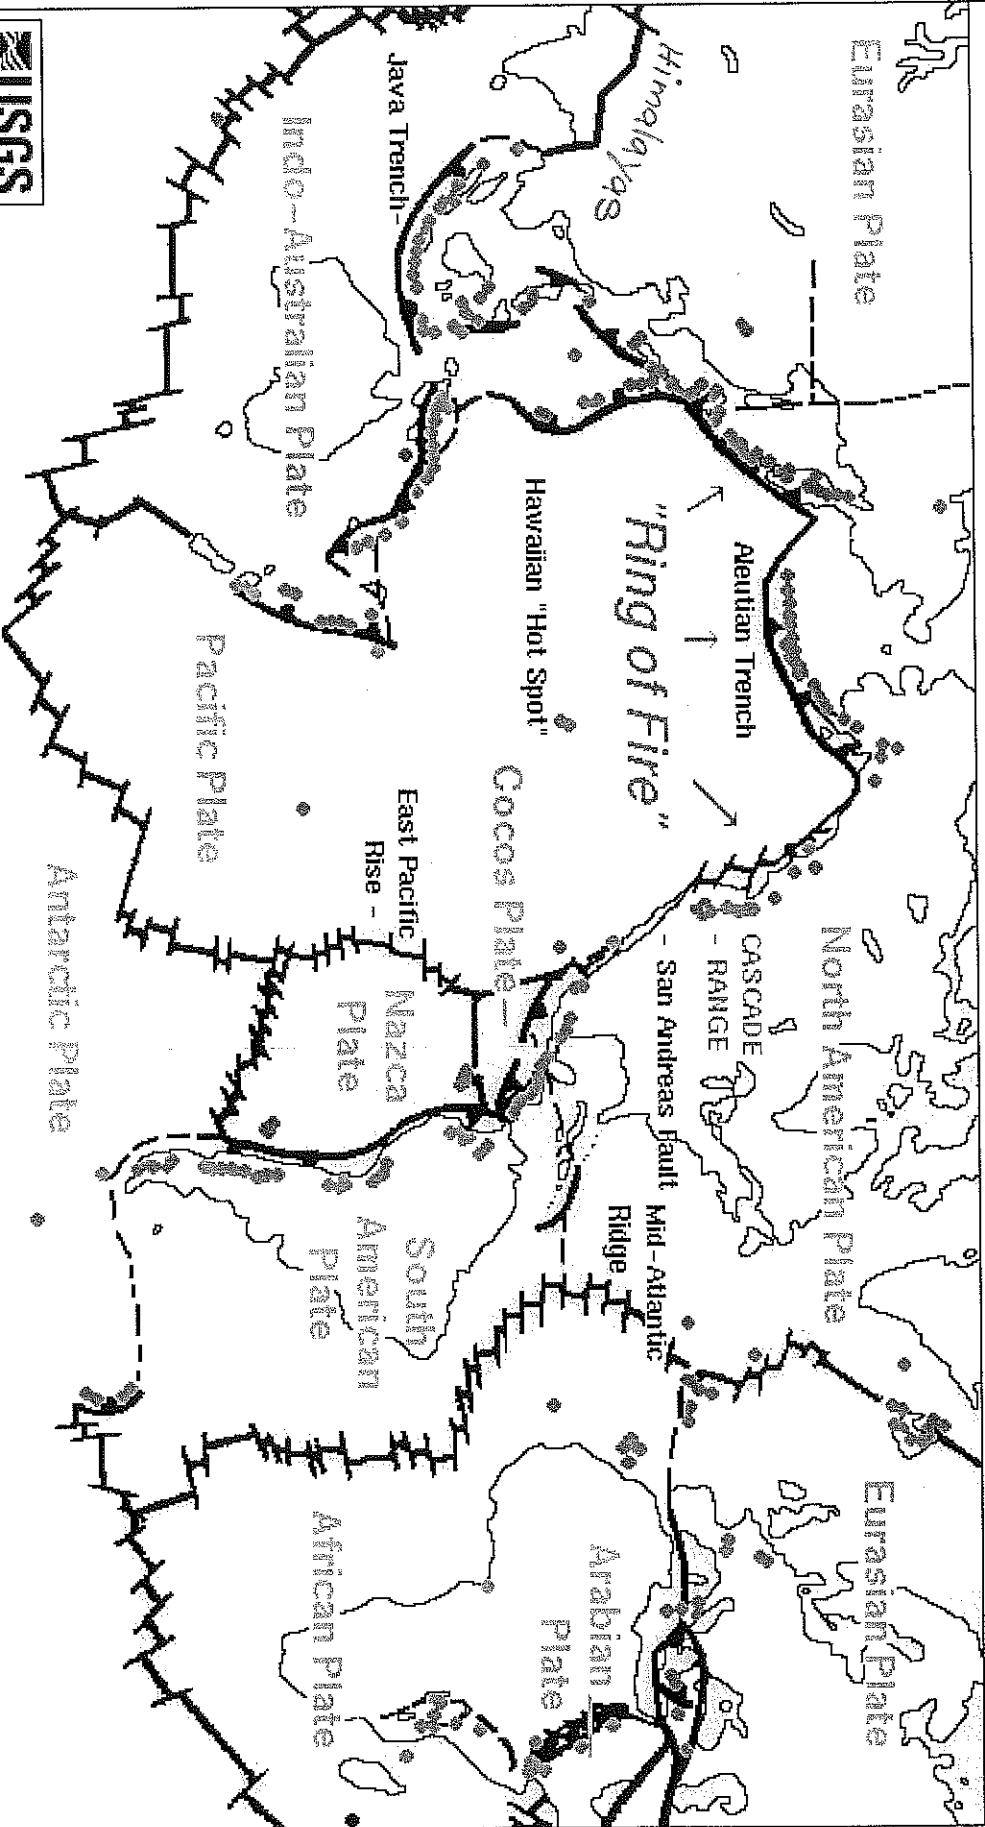 Eurasian Plate
Himalayas
Java Trench-
Indo-Australian Plate
Aleutian Trench
"Ring of Fire"
Hawaiian "Hot Spot"
Pacific Plate
North American Plate
CASCADE
- RANGE
- San Andreas Fault
Cocos Plate-
East Pacific
Rise -
Nazca
Plate
Antarctic Plate
Mid-Atlantic
Ridge
South
American
Plate
Eurasian Plate
Arabian
Plate
African Plate
USGS